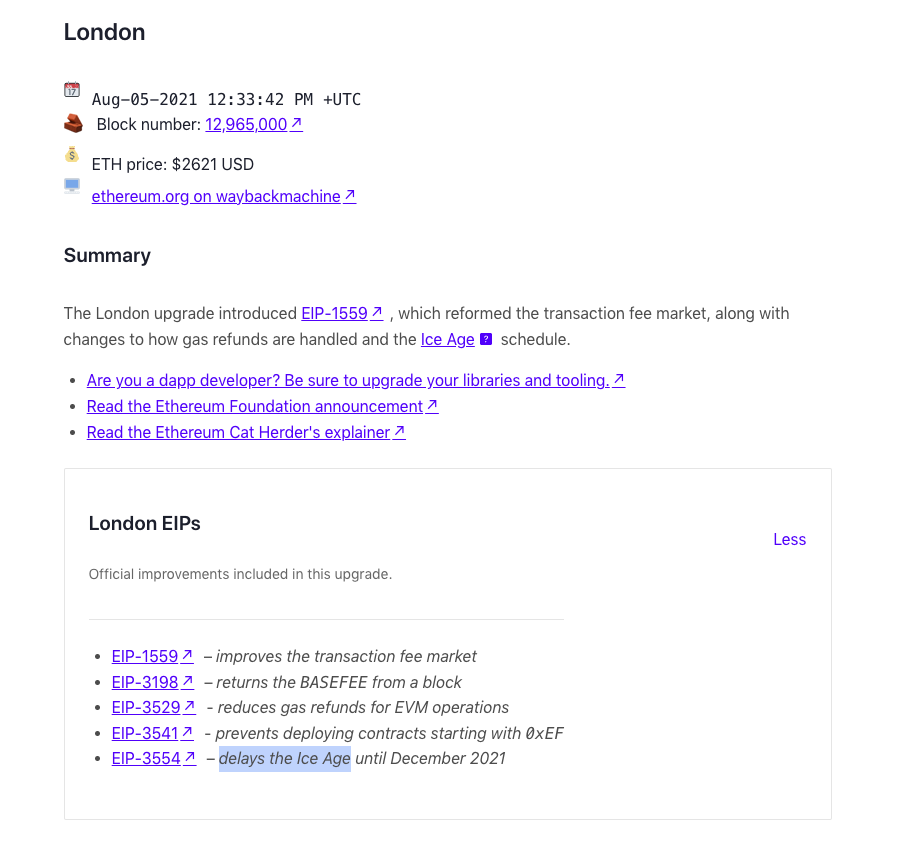 London
Aug-05-2021 12:33:42 PM +UTC
Block number: 12,965,000
ETH price: $2621 USD
ethereum.org on waybackmachine
Summary
The London upgrade introduced EIP-1559 , which reformed the transaction fee market, along with
changes to how gas refunds are handled and the Ice Age ? schedule.
Are you a dapp developer? Be sure to upgrade your libraries and tooling.
Read the Ethereum Foundation announcement
Read the Ethereum Cat Herder's explainer
London EIPs
Less
Official improvements included in this upgrade.
EIP-1559 – improves the transaction fee market
EIP-3198 – returns the BASEFEE from a block
EIP-3529 - reduces gas refunds for EVM operations
EIP-3541 - prevents deploying contracts starting with 0xEF
EIP-3554 – delays the Ice Age until December 2021